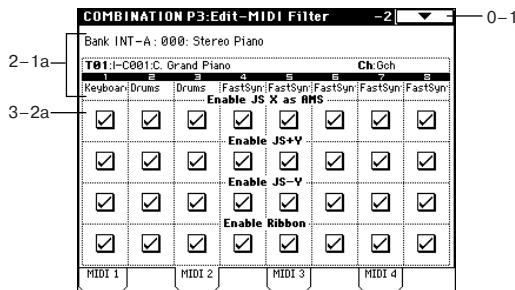 COMBINATION P3:Edit-MIDI Filter -2
0-1
Bank INT-A : 000: Stereo Piano
2-1a
T01:I-C001:C. Grand Piano Ch:Gch
1 2 3 4 5 6 7 8
Keyboar Drums Drums FastSyn FastSyn FastSyn FastSyn FastSyn
Enable JS X as AMS
3-2a
Enable JS+Y
Enable JS-Y
Enable Ribbon
MIDI 1 MIDI 2 MIDI 3 MIDI 4